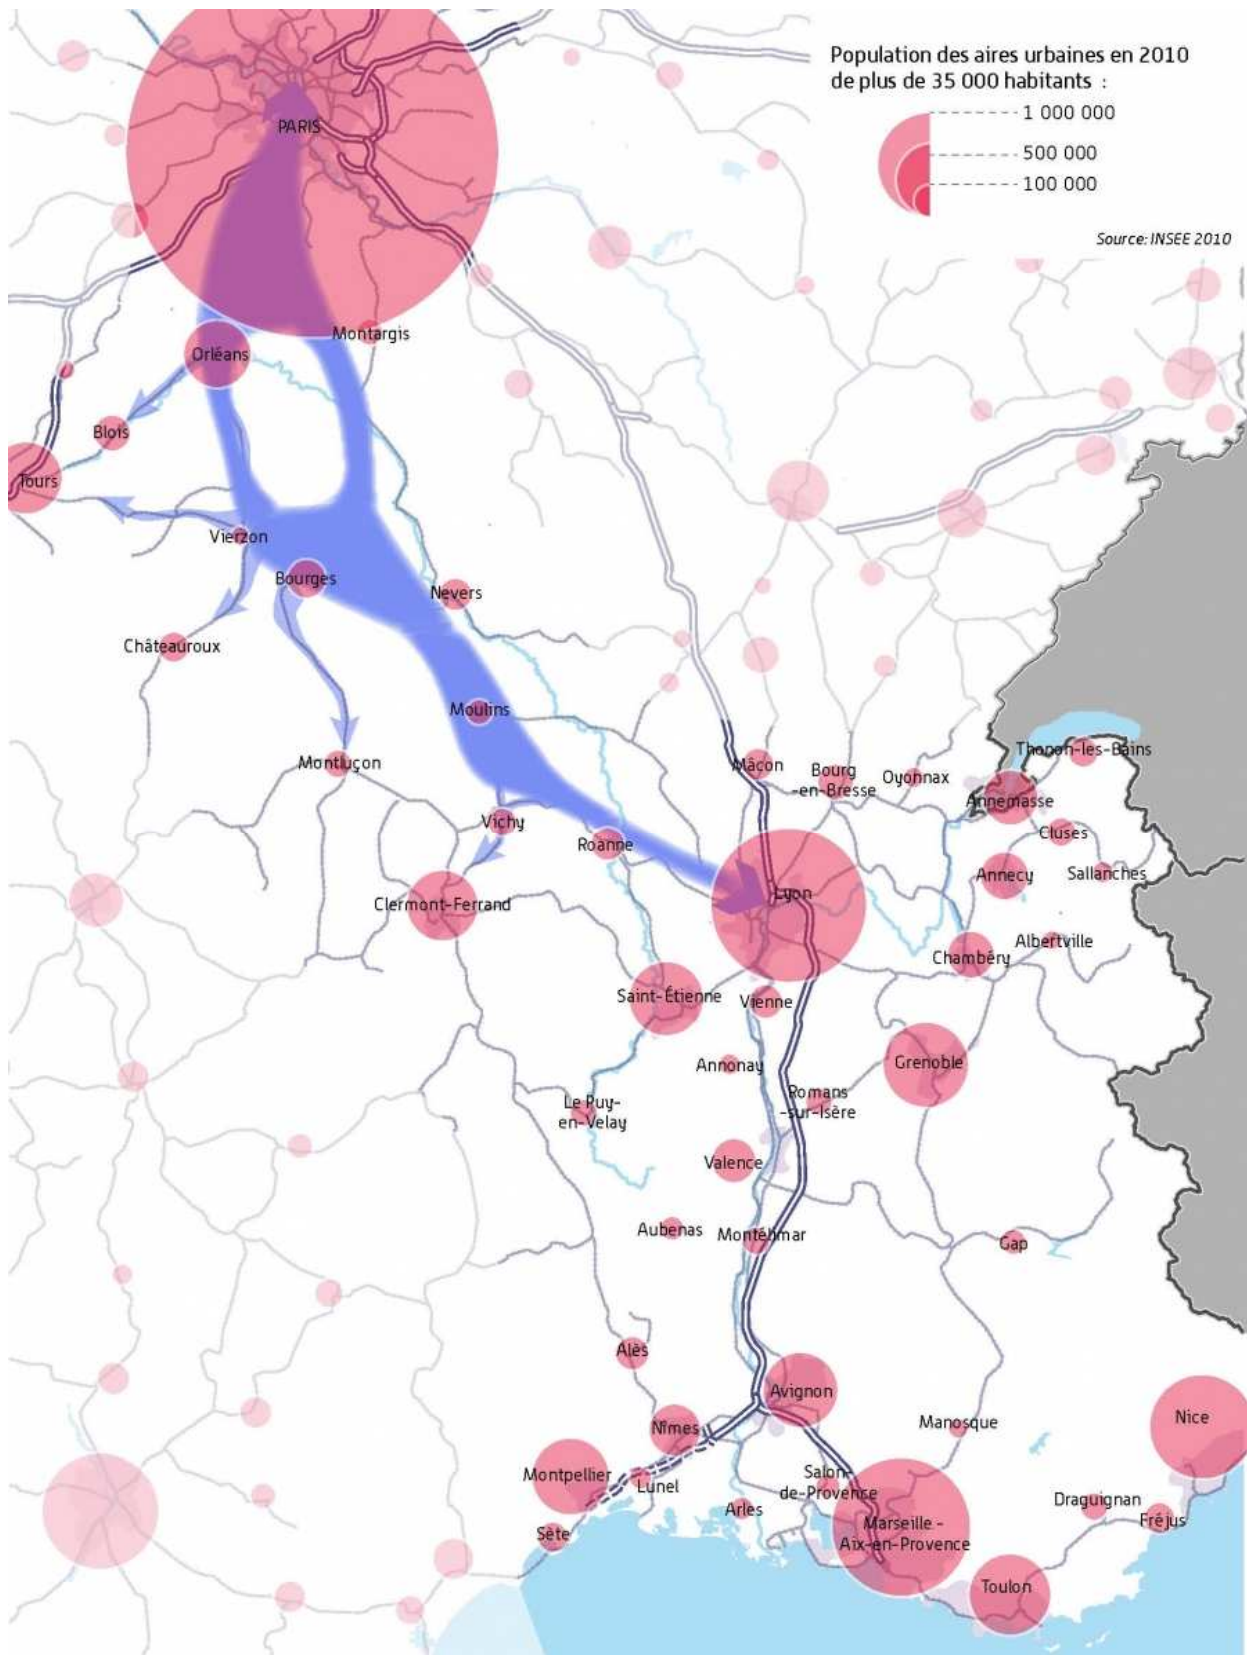 Population des aires urbaines en 2010
de plus de 35 000 habitants :
1 000 000
500 000
100 000
Source: INSEE 2010
PARIS
Montargis
Orléans
Blois
Tours
Vierzon
Bourges
Nevers
Châteauroux
Moulins
Montluçon
Mâcon
Bourg
-en-Bresse
Oyonnax
Thonon-les-Bains
Annemasse
Vichy
Roanne
Cluses
Clermont-Ferrand
Lyon
Annecy
Sallanches
Chambéry
Albertville
Saint-Étienne
Vienne
Annonay
Grenoble
Romans
-sur-Isère
Le Puy-
en-Velay
Valence
Aubenas
Montélimar
Gap
Alès
Avignon
Nîmes
Manosque
Nice
Montpellier
Lunel
Salon-
de-Provence
Arles
Draguignan
Fréjus
Sète
Marseille -
Aix-en-Provence
Toulon